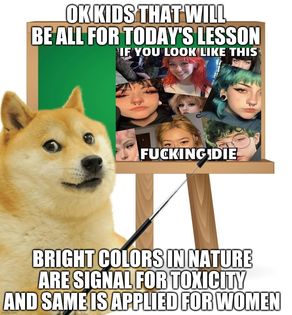 OK KIDS THAT WILL
BE ALL FOR TODAY'S LESSON
IF YOU LOOK LIKE THIS
FUCKING DIE
BRIGHT COLORS IN NATURE
ARE SIGNAL FOR TOXICITY
AND SAME IS APPLIED FOR WOMEN